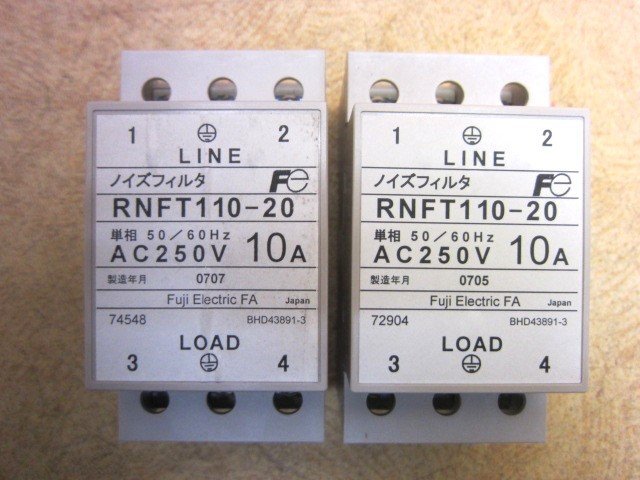 1 ⏚ 2
LINE
ノイズフィルタ Fe
RNFT110-20
単相 50/60Hz
AC250V 10A
製造年月 0707
Fuji Electric FA Japan
74548 BHD43891-3
LOAD
3 ⏚ 4
1 ⏚ 2
LINE
ノイズフィルタ Fe
RNFT110-20
単相 50/60Hz
AC250V 10A
製造年月 0705
Fuji Electric FA Japan
72904 BHD43891-3
LOAD
3 ⏚ 4